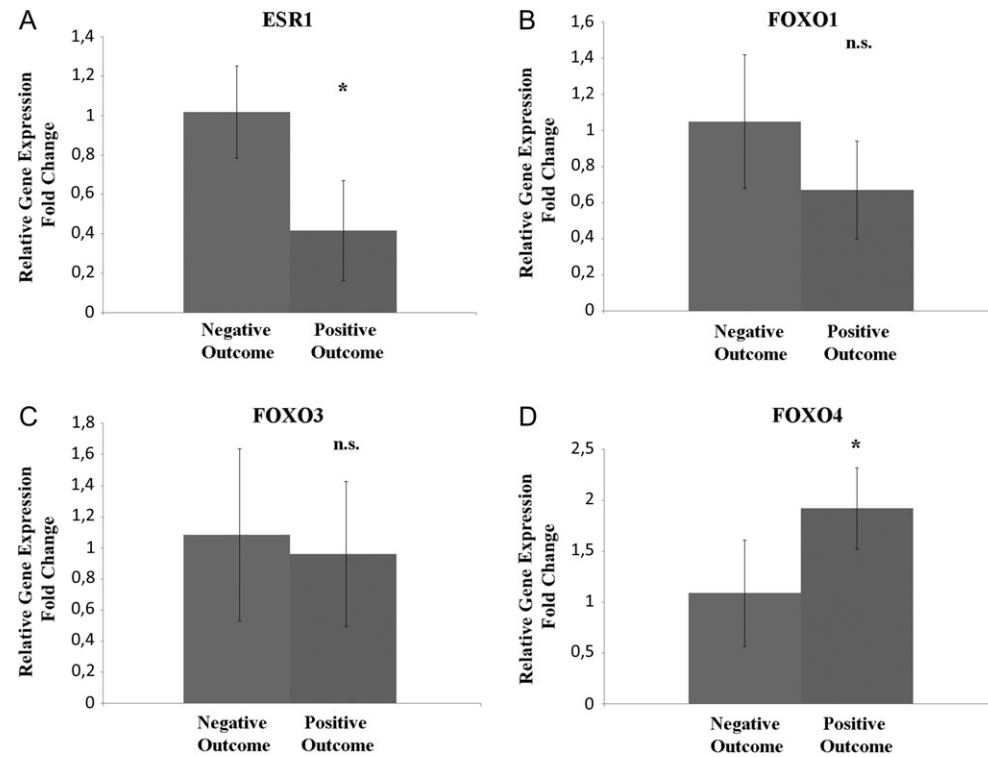 A
ESR1
Relative Gene Expression
Fold Change
1,4
1,2
1
0,8
0,6
0,4
0,2
0
*
Negative
Outcome
Positive
Outcome
B
FOXO1
n.s.
Relative Gene Expression
Fold Change
1,6
1,4
1,2
1
0,8
0,6
0,4
0,2
0
Negative
Outcome
Positive
Outcome
C
FOXO3
n.s.
Relative Gene Expression
Fold Change
1,8
1,6
1,4
1,2
1
0,8
0,6
0,4
0,2
0
Negative
Outcome
Positive
Outcome
D
FOXO4
*
Relative Gene Expression
Fold Change
2,5
2
1,5
1
0,5
0
Negative
Outcome
Positive
Outcome